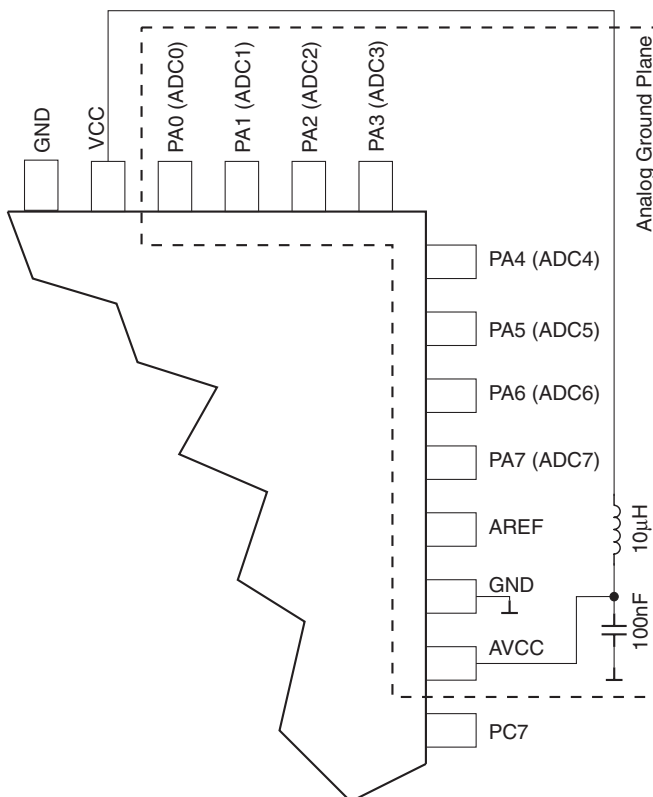 GND
VCC
PA0 (ADC0)
PA1 (ADC1)
PA2 (ADC2)
PA3 (ADC3)
Analog Ground Plane
PA4 (ADC4)
PA5 (ADC5)
PA6 (ADC6)
PA7 (ADC7)
AREF
10µH
GND
AVCC
100nF
PC7